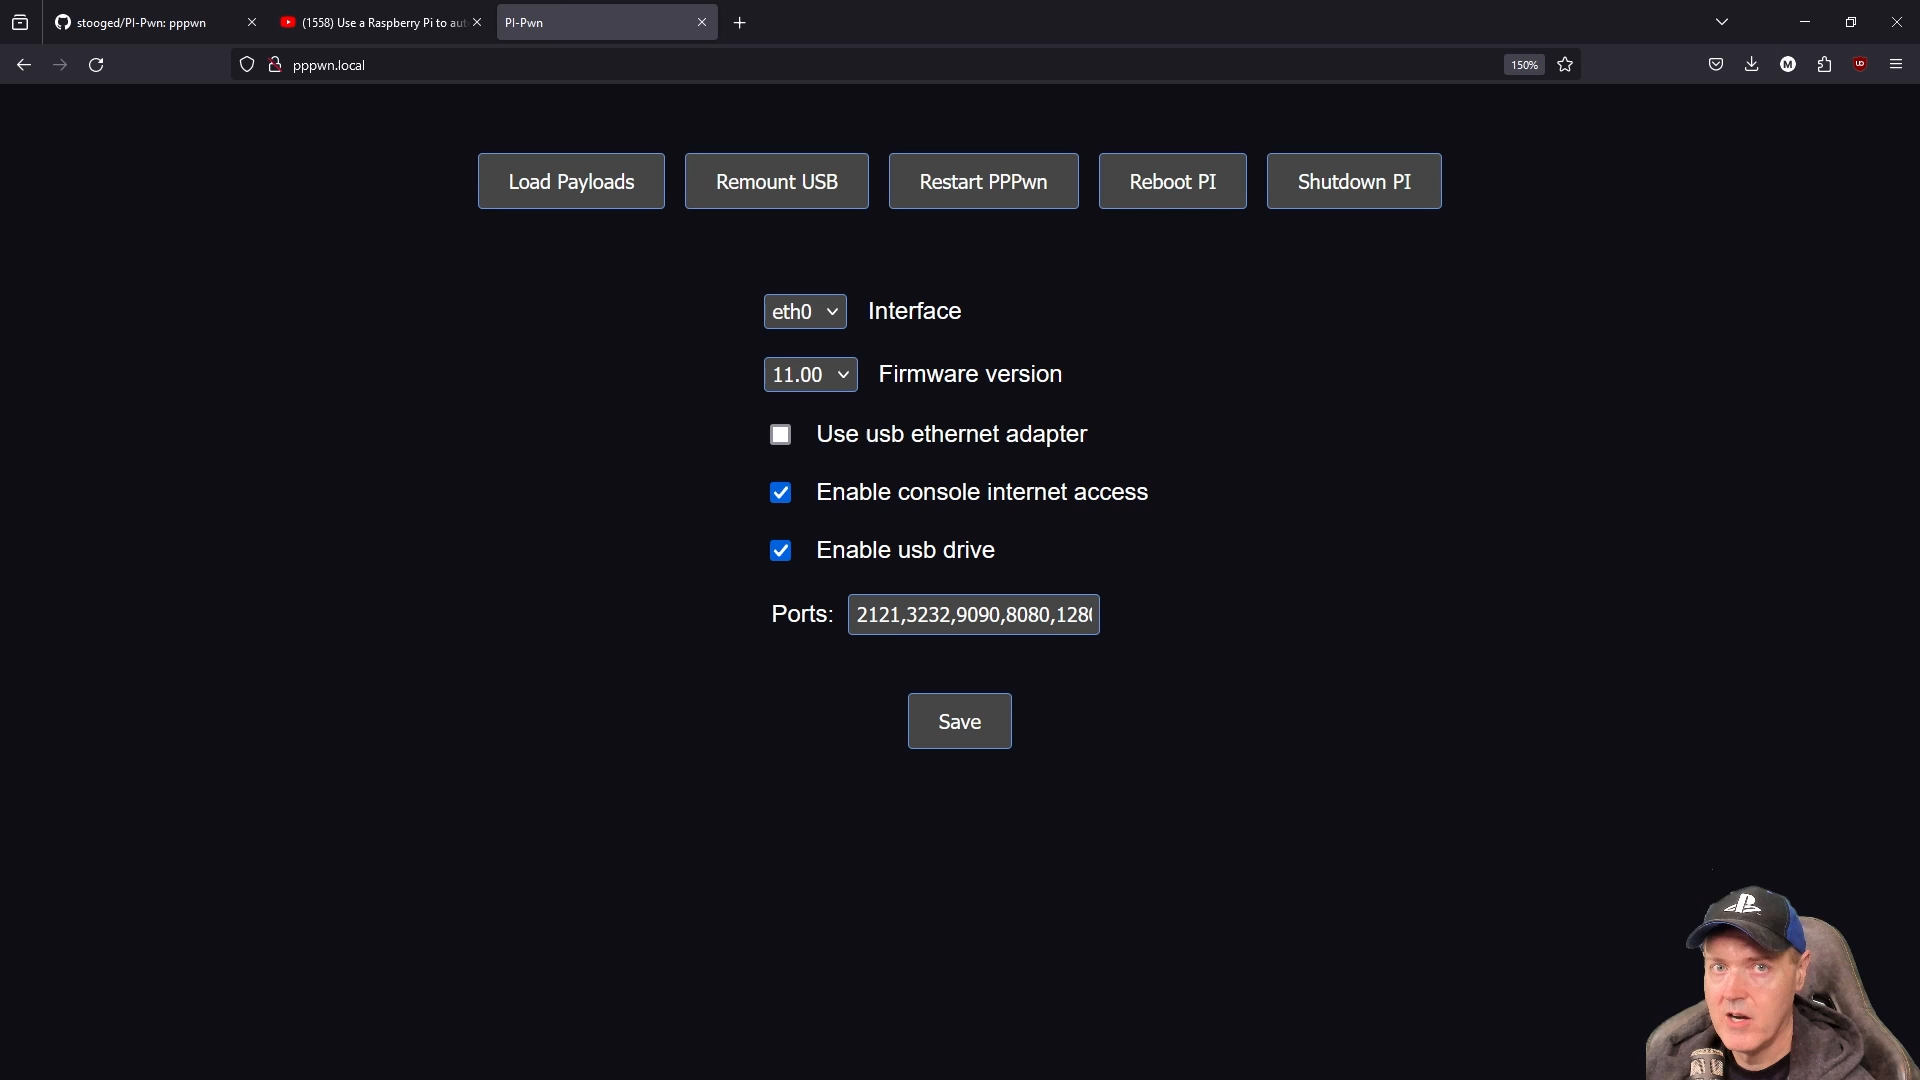 stooged/PI-Pwn: pppwn
(1558) Use a Raspberry Pi to aut
PI-Pwn
pppwn.local
150%
Load Payloads
Remount USB
Restart PPPwn
Reboot PI
Shutdown PI
eth0 Interface
11.00 Firmware version
Use usb ethernet adapter
Enable console internet access
Enable usb drive
Ports: 2121,3232,9090,8080,1280
Save